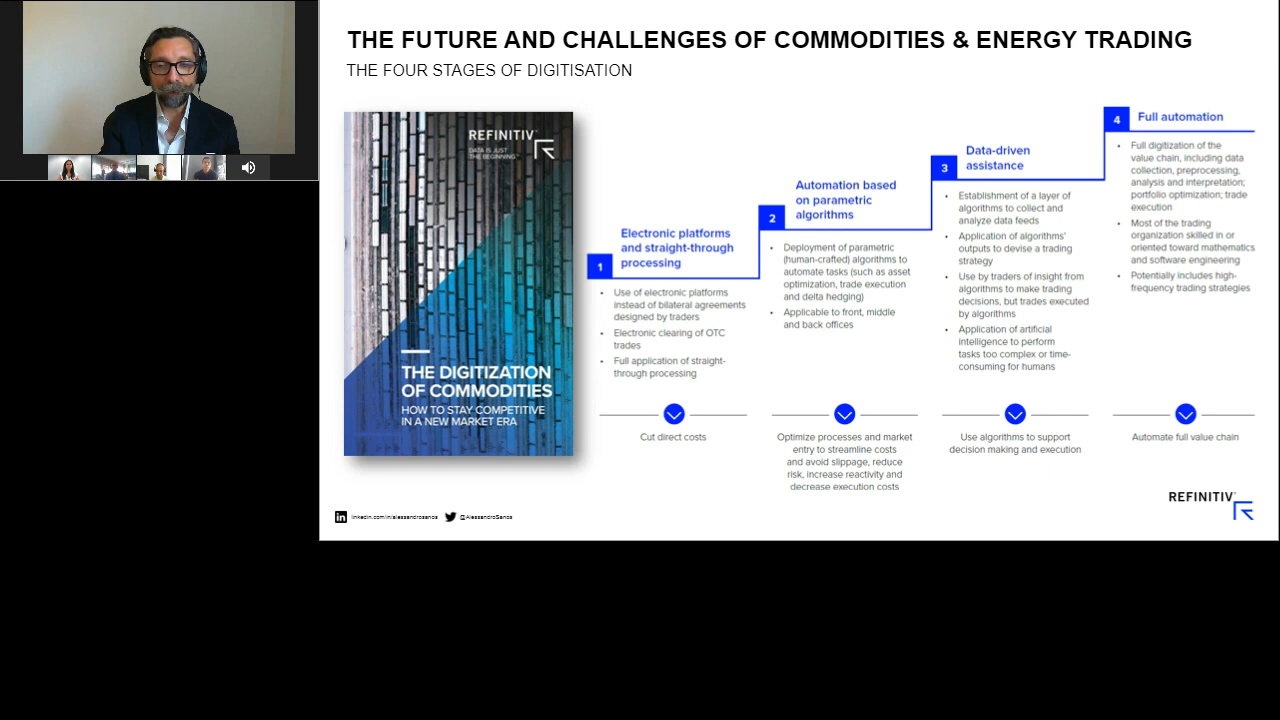 THE FUTURE AND CHALLENGES OF COMMODITIES & ENERGY TRADING
THE FOUR STAGES OF DIGITISATION
REFINITIV
DATA IS JUST
THE BEGINNING
THE DIGITIZATION
OF COMMODITIES
HOW TO STAY COMPETITIVE
IN A NEW MARKET ERA
1
Electronic platforms
and straight-through
processing
• Use of electronic platforms
instead of bilateral agreements
designed by traders
• Electronic clearing of OTC
trades
• Full application of straight-
through processing
Cut direct costs
2
Automation based
on parametric
algorithms
• Deployment of parametric
(human-crafted) algorithms to
automate tasks (such as asset
optimization, trade execution
and delta hedging)
• Applicable to front, middle
and back offices
Optimize processes and market
entry to streamline costs
and avoid slippage, reduce
risk, increase reactivity and
decrease execution costs
3
Data-driven
assistance
• Establishment of a layer of
algorithms to collect and
analyze data feeds
• Application of algorithms'
outputs to devise a trading
strategy
• Use by traders of insight from
algorithms to make trading
decisions, but trades executed
by algorithms
• Application of artificial
intelligence to perform
tasks too complex or time-
consuming for humans
Use algorithms to support
decision making and execution
4
Full automation
• Full digitization of the
value chain, including data
collection, preprocessing,
analysis and interpretation;
portfolio optimization; trade
execution
• Most of the trading
organization skilled in or
oriented toward mathematics
and software engineering
• Potentially includes high-
frequency trading strategies
Automate full value chain
linkedin.com/in/alessandrosanos
@AlessandroSanos
REFINITIV